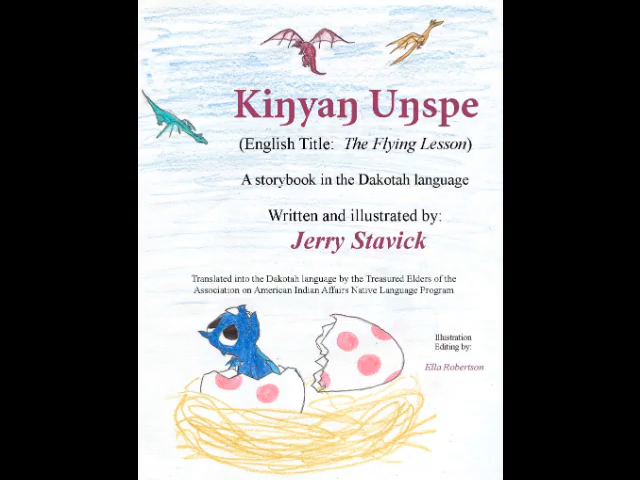 Kiŋyaŋ Uŋspe
(English Title: The Flying Lesson)
A storybook in the Dakotah language
Written and illustrated by:
Jerry Stavick
Translated into the Dakotah language by the Treasured Elders of the
Association on American Indian Affairs Native Language Program
Illustration
Editing by:
Ella Robertson